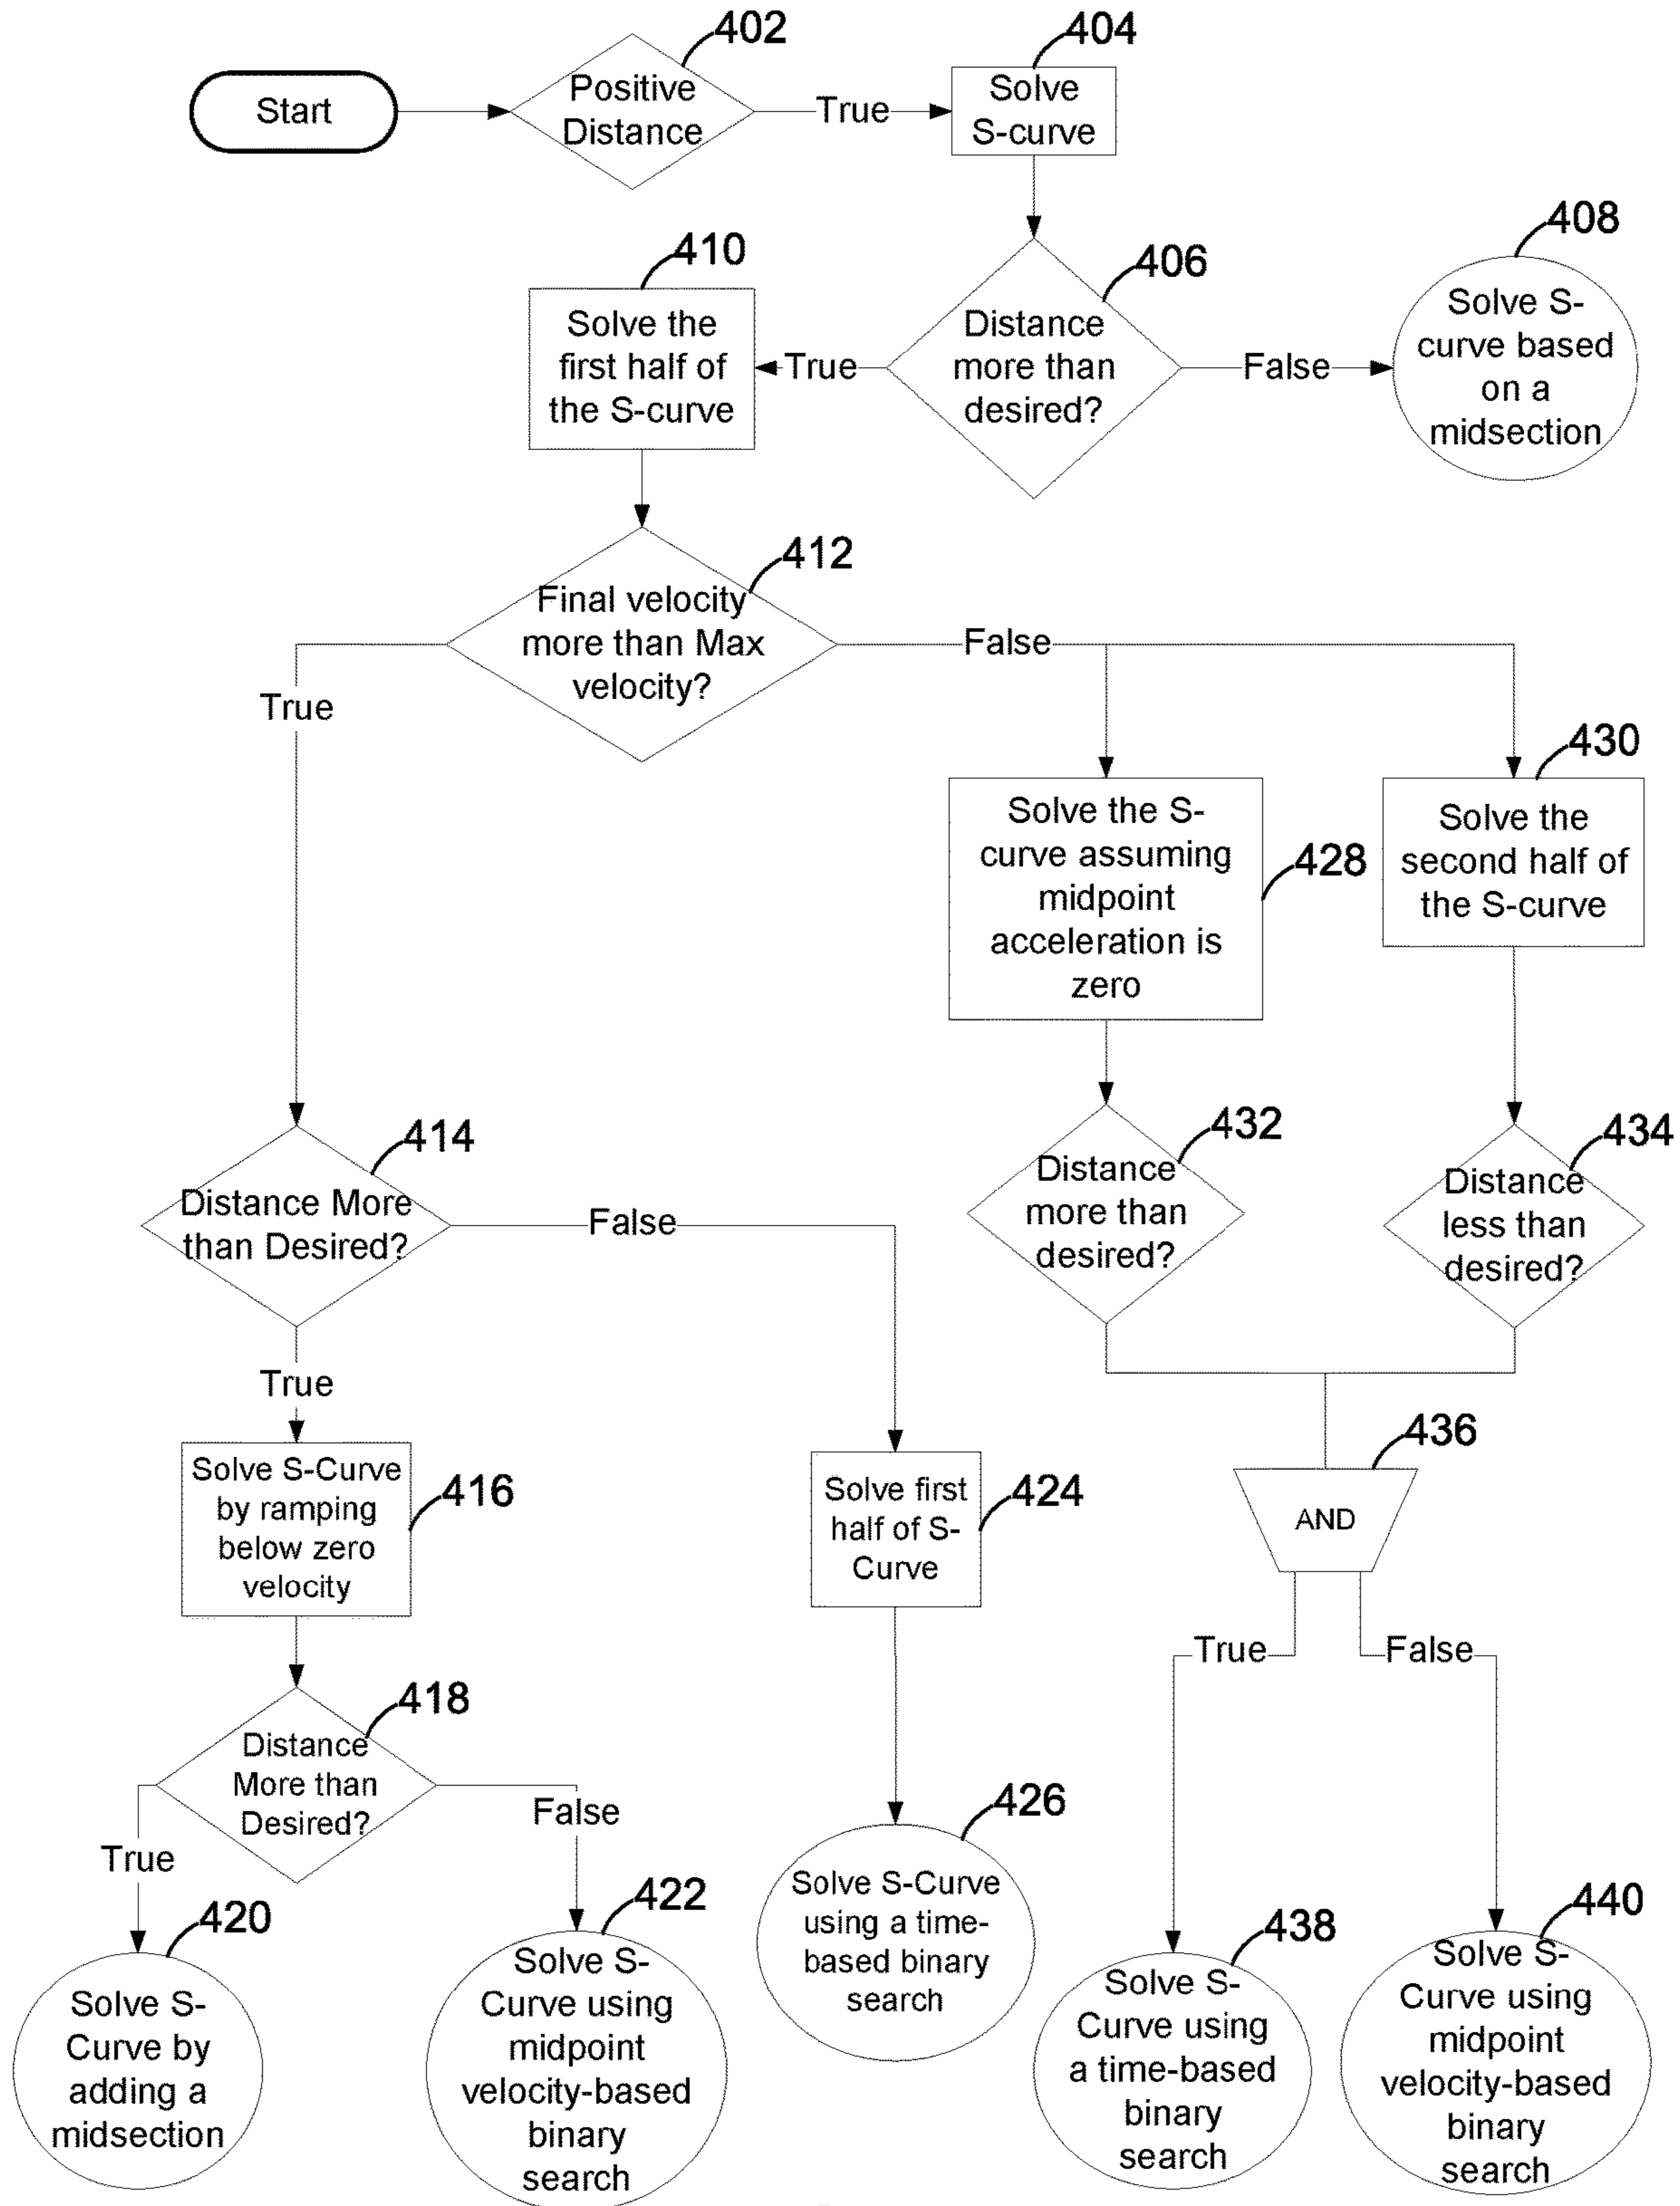 402
404
Start
Positive
Distance
True
Solve
S-curve
408
410
406
Solve the
first half of
the S-curve
True
Distance
more than
desired?
False
Solve S-
curve based
on a
midsection
412
Final velocity
more than Max
velocity?
False
True
430
Solve the S-
curve assuming
midpoint
acceleration is
zero
428
Solve the
second half of
the S-curve
414
432
434
Distance More
than Desired?
False
Distance
more than
desired?
Distance
less than
desired?
True
436
Solve S-Curve
by ramping
below zero
velocity
416
Solve first
half of S-
Curve
424
AND
True
False
418
Distance
More than
Desired?
True
False
426
420
422
Solve S-Curve
using a time-
based binary
search
438
440
Solve S-
Curve by
adding a
midsection
Solve S-
Curve using
midpoint
velocity-based
binary
search
Solve S-
Curve using
a time-based
binary
search
Solve S-
Curve using
midpoint
velocity-based
binary
search